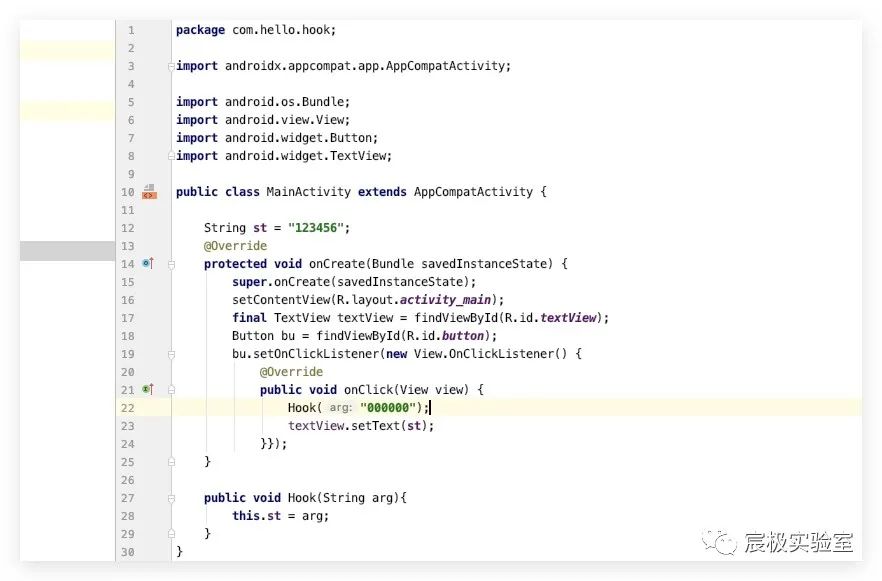 1 package com.hello.hook;
2
3 import androidx.appcompat.app.AppCompatActivity;
4
5 import android.os.Bundle;
6 import android.view.View;
7 import android.widget.Button;
8 import android.widget.TextView;
9
10 public class MainActivity extends AppCompatActivity {
11
12 String st = "123456";
13 @Override
14 protected void onCreate(Bundle savedInstanceState) {
15 super.onCreate(savedInstanceState);
16 setContentView(R.layout.activity_main);
17 final TextView textView = findViewById(R.id.textView);
18 Button bu = findViewById(R.id.button);
19 bu.setOnClickListener(new View.OnClickListener() {
20 @Override
21 public void onClick(View view) {
22 Hook( arg: "000000");
23 textView.setText(st);
24 }});
25 }
26
27 public void Hook(String arg){
28 this.st = arg;
29 }
30 }
宸极实验室